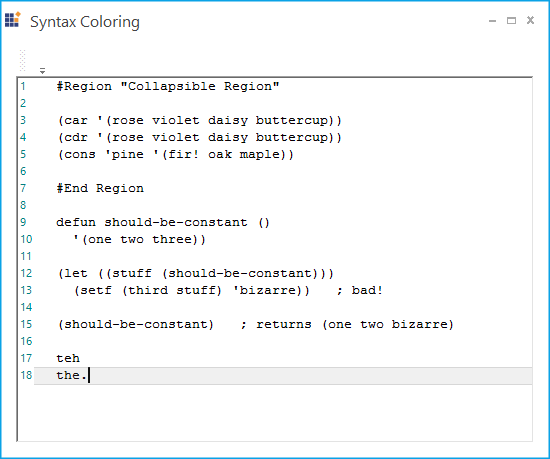 Syntax Coloring
1 #Region "Collapsible Region"
2
3 (car '(rose violet daisy buttercup))
4 (cdr '(rose violet daisy buttercup))
5 (cons 'pine '(fir! oak maple))
6
7 #End Region
8
9 defun should-be-constant ()
10 '(one two three))
11
12 (let ((stuff (should-be-constant)))
13 (setf (third stuff) 'bizarre)) ; bad!
14
15 (should-be-constant) ; returns (one two bizarre)
16
17 teh
18 the.